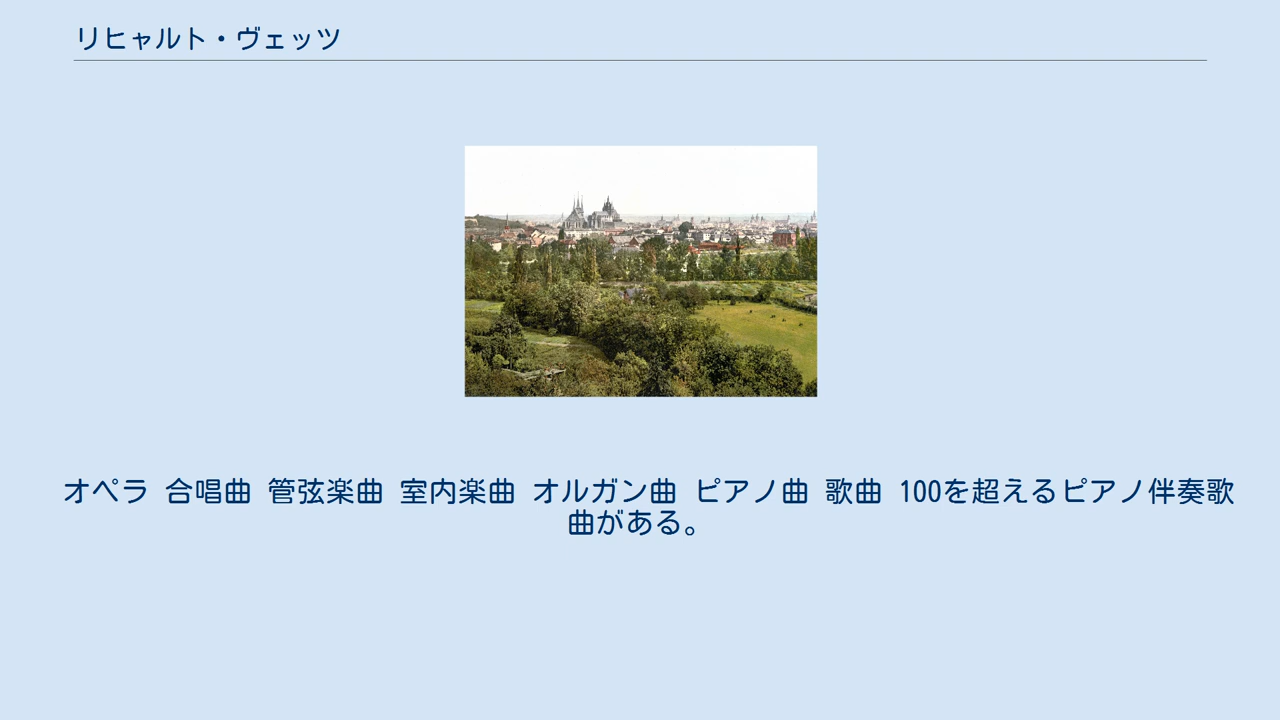 リヒャルト・ヴェッツ
オペラ 合唱曲 管弦楽曲 室内楽曲 オルガン曲 ピアノ曲 歌曲 100を超えるピアノ伴奏歌
曲がある。